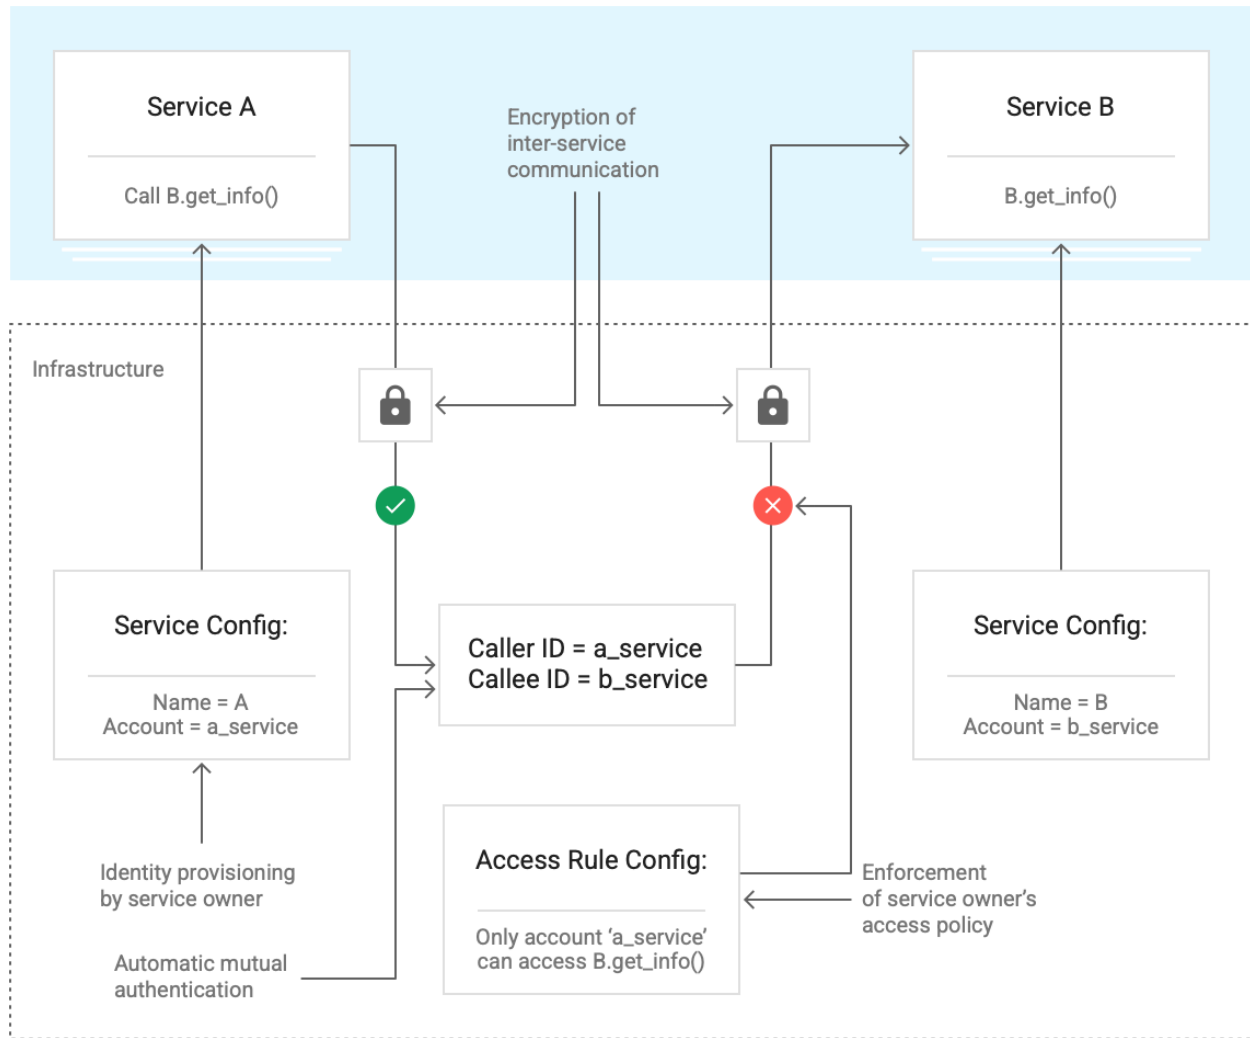 Service A
Call B.get_info()
Encryption of
inter-service
communication
Service B
B.get_info()
Infrastructure
Service Config:
Name = A
Account = a_service
Caller ID = a_service
Callee ID = b_service
Service Config:
Name = B
Account = b_service
Identity provisioning
by service owner
Automatic mutual
authentication
Access Rule Config:
Only account ‘a_service’
can access B.get_info()
Enforcement
of service owner’s
access policy